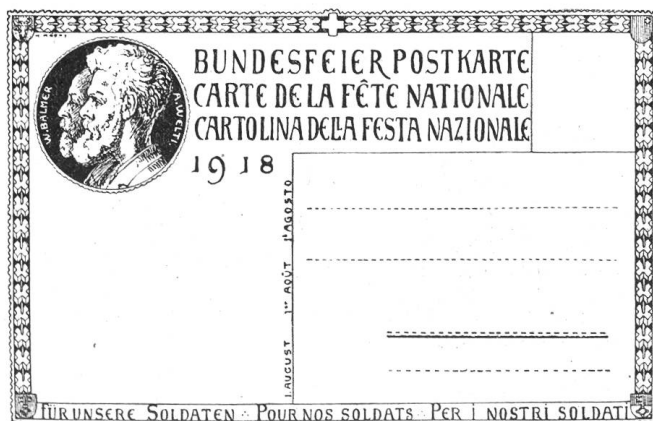 W. BALMER
A. WELTI
BUNDESFEIER POSTKARTE
CARTE DE LA FÊTE NATIONALE
CARTOLINA DELLA FESTA NAZIONALE
1918
1. AUGUST 1er AOÛT 1º AGOSTO
FÜR UNSERE SOLDATEN ∴ POUR NOS SOLDATS ∴ PER I NOSTRI SOLDATI